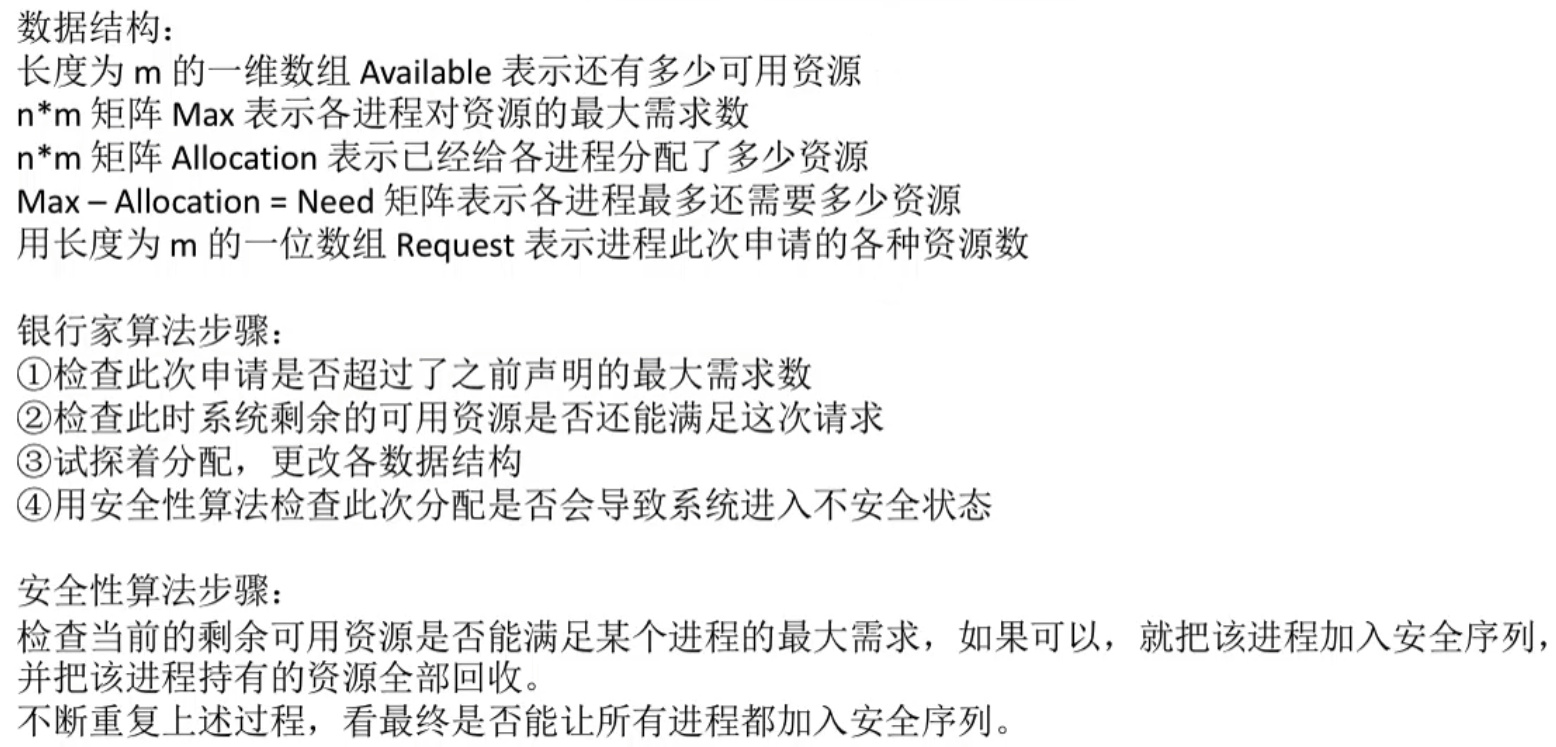 数据结构：
长度为 m 的一维数组 Available 表示还有多少可用资源
n*m 矩阵 Max 表示各进程对资源的最大需求数
n*m 矩阵 Allocation 表示已经给各进程分配了多少资源
Max – Allocation = Need 矩阵表示各进程最多还需要多少资源
用长度为 m 的一位数组 Request 表示进程此次申请的各种资源数
银行家算法步骤：
①检查此次申请是否超过了之前声明的最大需求数
②检查此时系统剩余的可用资源是否还能满足这次请求
③试探着分配，更改各数据结构
④用安全性算法检查此次分配是否会导致系统进入不安全状态
安全性算法步骤：
检查当前的剩余可用资源是否能满足某个进程的最大需求，如果可以，就把该进程加入安全序列，
并把该进程持有的资源全部回收。
不断重复上述过程，看最终是否能让所有进程都加入安全序列。